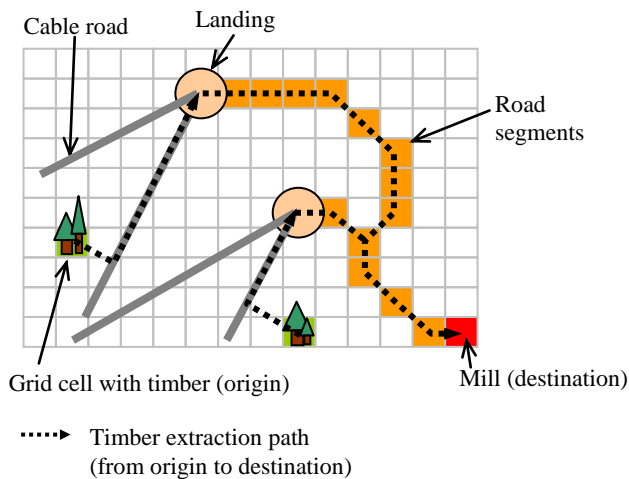 Landing
Cable road
Road
segments
Grid cell with timber (origin)
Mill (destination)
Timber extraction path
(from origin to destination)